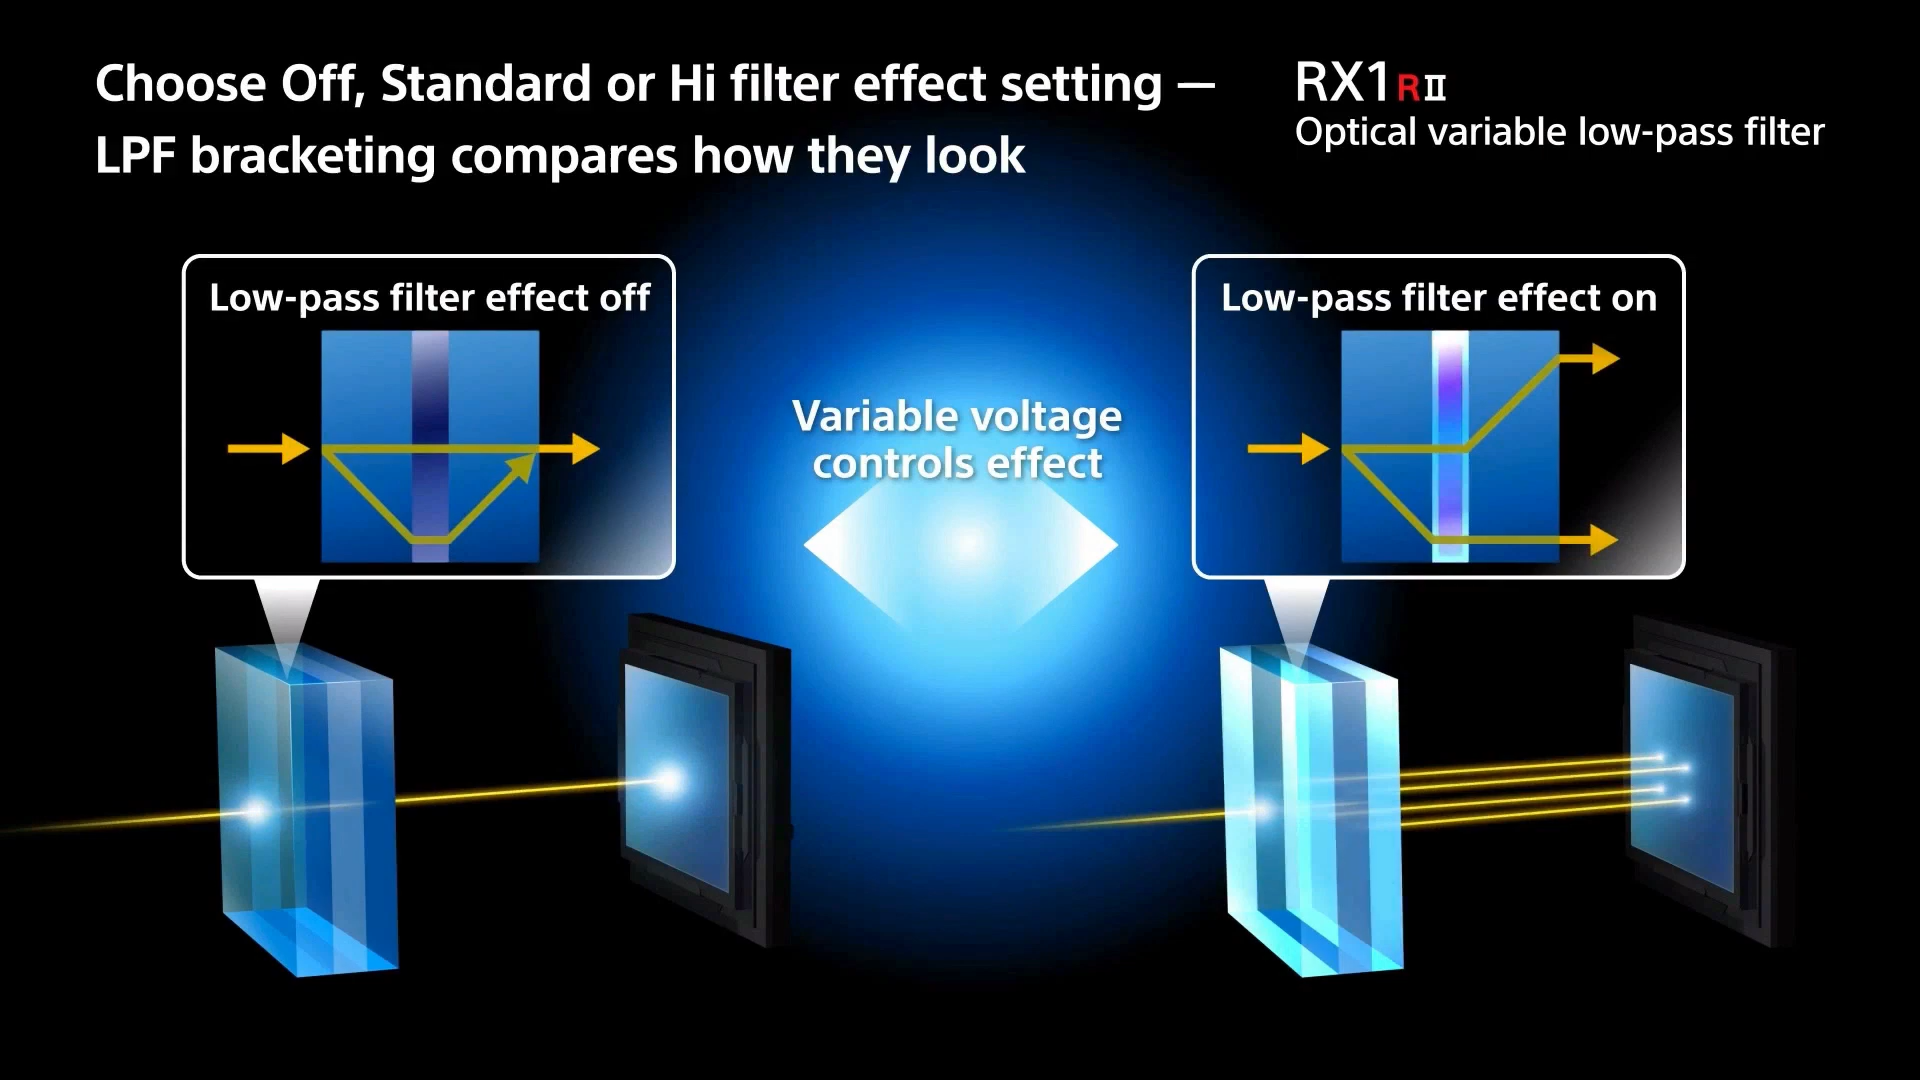 Choose Off, Standard or Hi filter effect setting —
LPF bracketing compares how they look
RX1RII
Optical variable low-pass filter
Low-pass filter effect off
Variable voltage
controls effect
Low-pass filter effect on